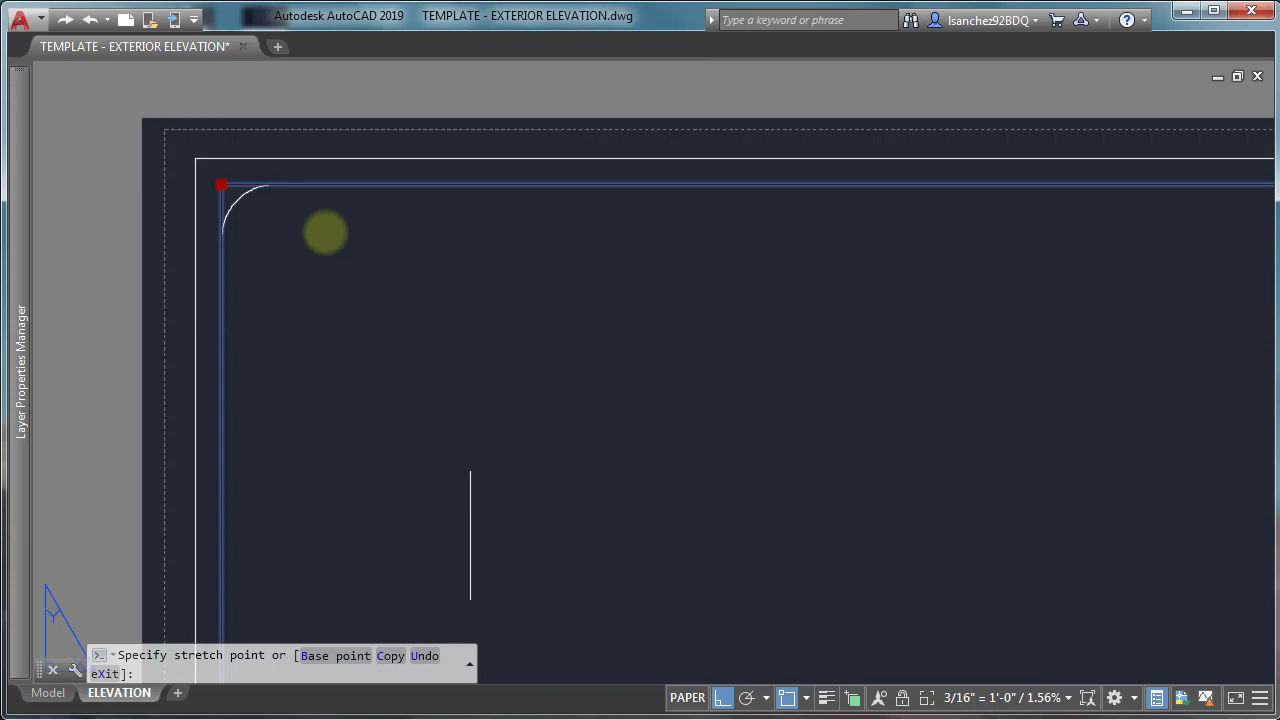 Autodesk AutoCAD 2019 TEMPLATE - EXTERIOR ELEVATION.dwg
Type a keyword or phrase
lsanchez92BDQ
TEMPLATE - EXTERIOR ELEVATION*
Layer Properties Manager
Y
Specify stretch point or [Base point Copy Undo
eXit]:
Model
ELEVATION
PAPER
3/16" = 1'-0" / 1.56%